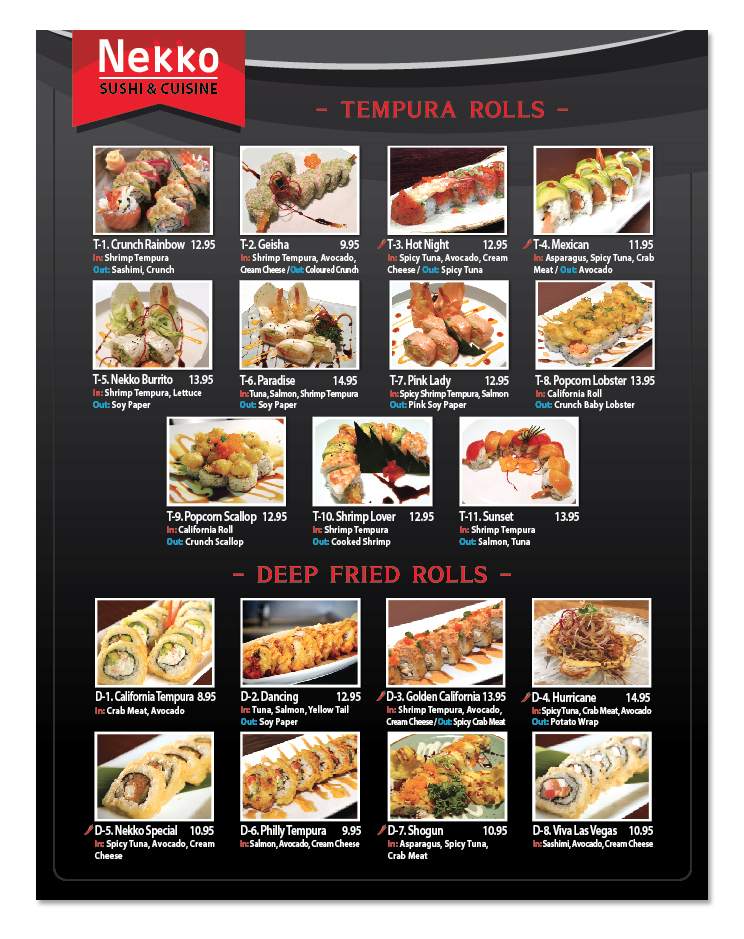 Nekko
SUSHI & CUISINE
- TEMPURA ROLLS -
T-1. Crunch Rainbow 12.95
In: Shrimp Tempura
Out: Sashimi, Crunch
T-2. Geisha 9.95
In: Shrimp Tempura, Avocado,
Cream Cheese / Out: Coloured Crunch
T-3. Hot Night 12.95
In: Spicy Tuna, Avocado, Cream
Cheese / Out: Spicy Tuna
T-4. Mexican 11.95
In: Asparagus, Spicy Tuna, Crab
Meat / Out: Avocado
T-5. Nekko Burrito 13.95
In: Shrimp Tempura, Lettuce
Out: Soy Paper
T-6. Paradise 14.95
In: Tuna, Salmon, Shrimp Tempura
Out: Soy Paper
T-7. Pink Lady 12.95
In: Spicy Shrimp Tempura, Salmon
Out: Pink Soy Paper
T-8. Popcorn Lobster 13.95
In: California Roll
Out: Crunch Baby Lobster
T-9. Popcorn Scallop 12.95
In: California Roll
Out: Crunch Scallop
T-10. Shrimp Lover 12.95
In: Shrimp Tempura
Out: Cooked Shrimp
T-11. Sunset 13.95
In: Shrimp Tempura
Out: Salmon, Tuna
- DEEP FRIED ROLLS -
D-1. California Tempura 8.95
In: Crab Meat, Avocado
D-2. Dancing 12.95
In: Tuna, Salmon, Yellow Tail
Out: Soy Paper
D-3. Golden California 13.95
In: Shrimp Tempura, Avocado,
Cream Cheese / Out: Spicy Crab Meat
D-4. Hurricane 14.95
In: Spicy Tuna, Crab Meat, Avocado
Out: Potato Wrap
D-5. Nekko Special 10.95
In: Spicy Tuna, Avocado, Cream
Cheese
D-6. Philly Tempura 9.95
In: Salmon, Avocado, Cream Cheese
D-7. Shogun 10.95
In: Asparagus, Spicy Tuna,
Crab Meat
D-8. Viva Las Vegas 10.95
In: Sashimi, Avocado, Cream Cheese